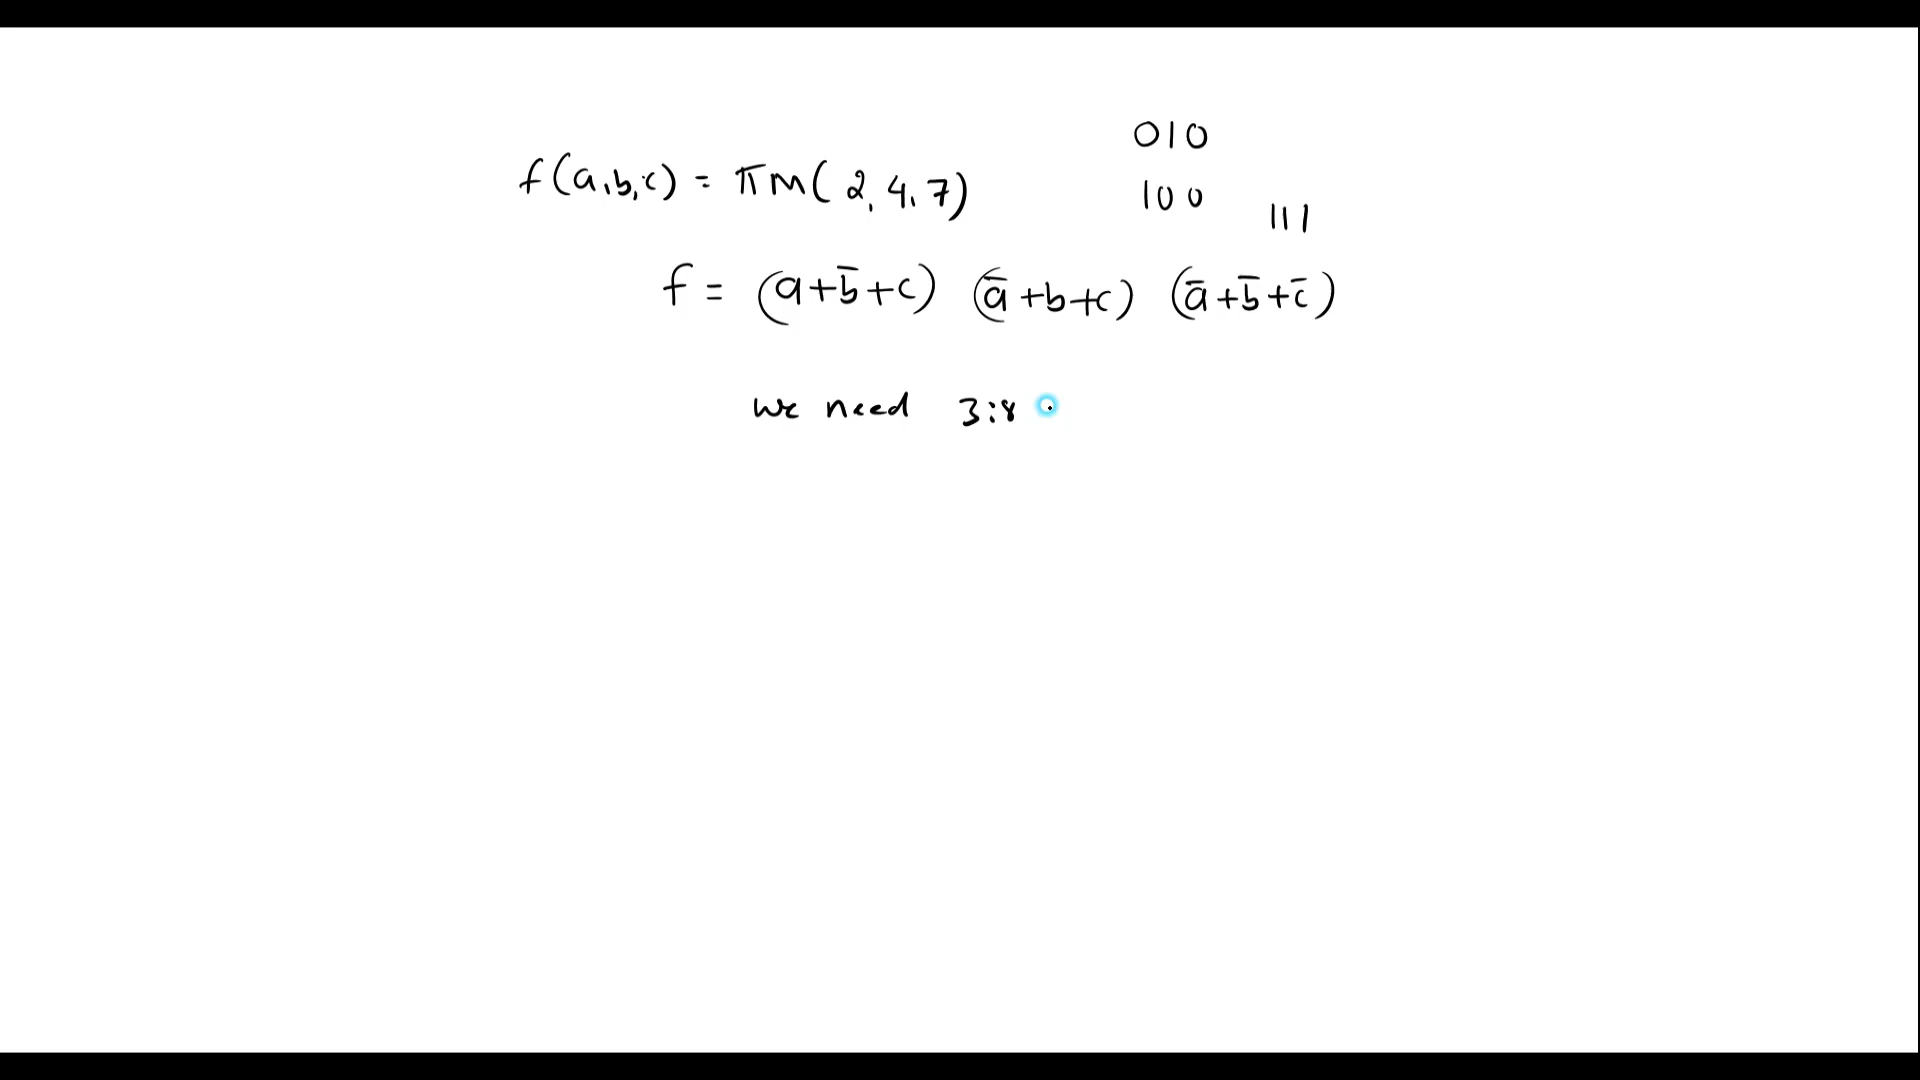 010
f(a,b,c) = πM(2,4,7)
100
111
f = (a+b̅+c) (a̅+b+c) (a̅+b̅+c̅)
we need 3:8